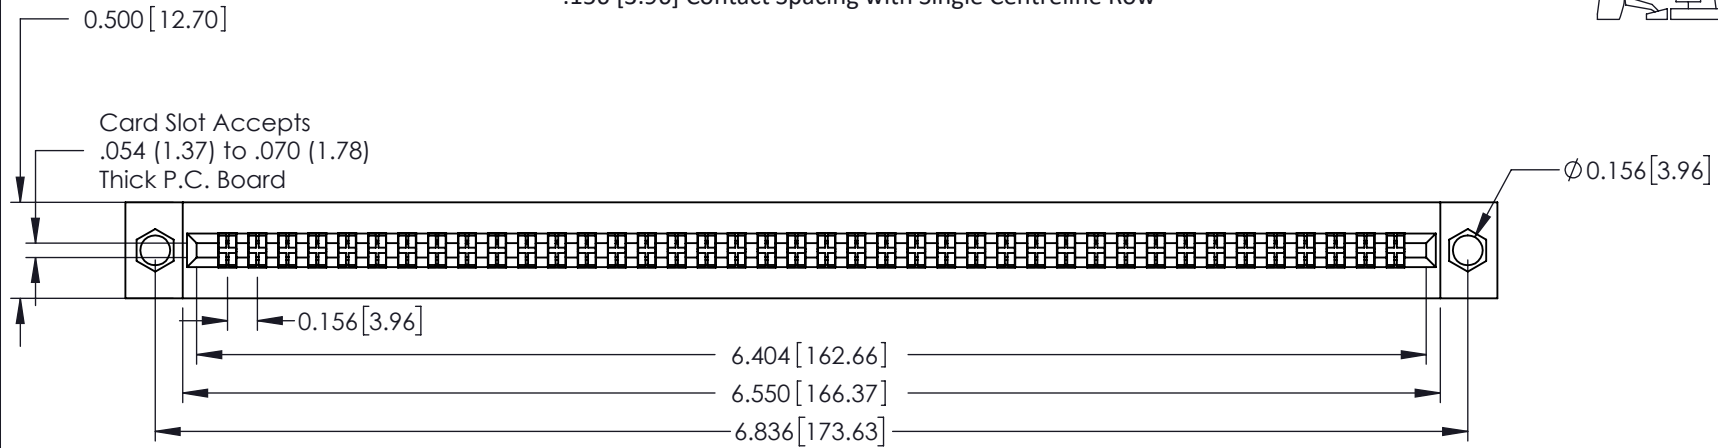 .156 [3.96] Contact Spacing with Single Centreline Row
0.500 [12.70]
Card Slot Accepts
.054 (1.37) to .070 (1.78)
Thick P.C. Board
Ø0.156 [3.96]
0.156 [3.96]
6.404 [162.66]
6.550 [166.37]
6.836 [173.63]